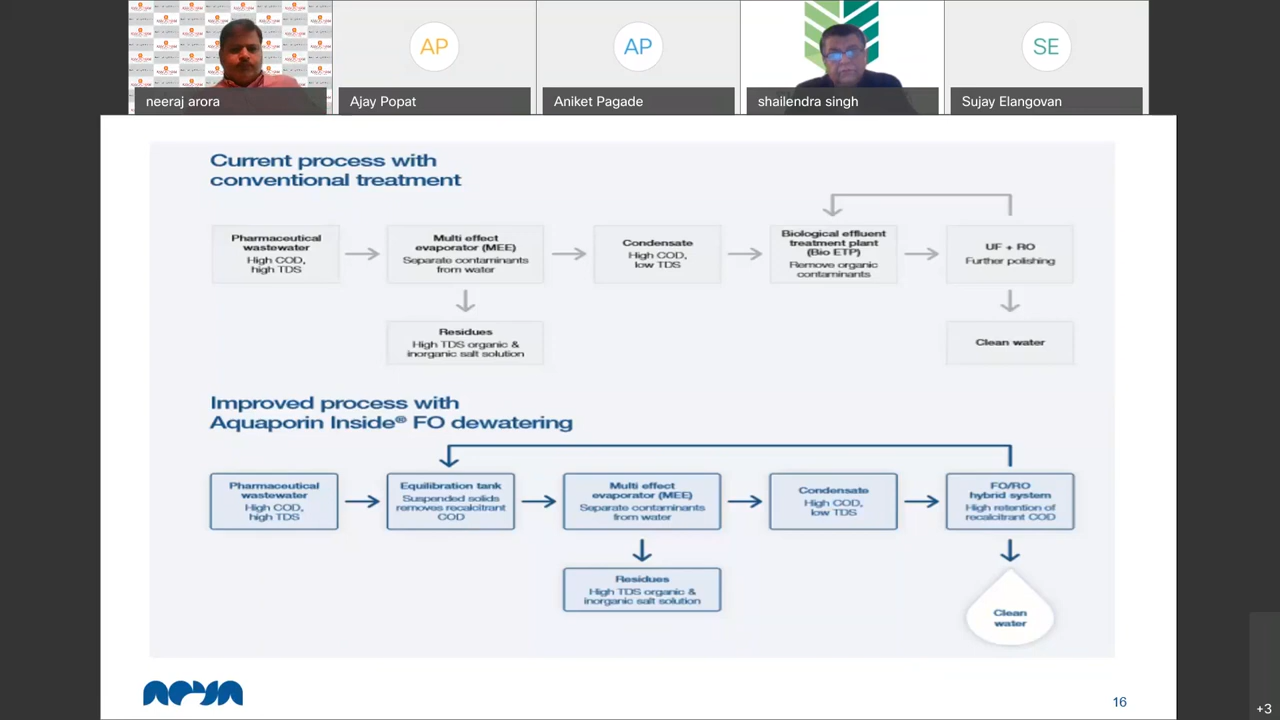 AP
AP
SE
neeraj arora
Ajay Popat
Aniket Pagade
shailendra singh
Sujay Elangovan
Current process with
conventional treatment
Pharmaceutical
wastewater
High COD,
high TDS
Multi effect
evaporator (MEE)
Separate contaminants
from water
Condensate
High COD,
low TDS
Biological effluent
treatment plant
(Bio ETP)
Remove organic
contaminants
UF + RO
Further polishing
Residues
High TDS organic &
inorganic salt solution
Clean water
Improved process with
Aquaporin Inside® FO dewatering
Pharmaceutical
wastewater
High COD,
high TDS
Equilibration tank
Suspended solids
removes recalcitrant
COD
Multi effect
evaporator (MEE)
Separate contaminants
from water
Condensate
High COD,
low TDS
FO/RO
hybrid system
High retention of
recalcitrant COD
Residues
High TDS organic &
inorganic salt solution
Clean
water
16
+3